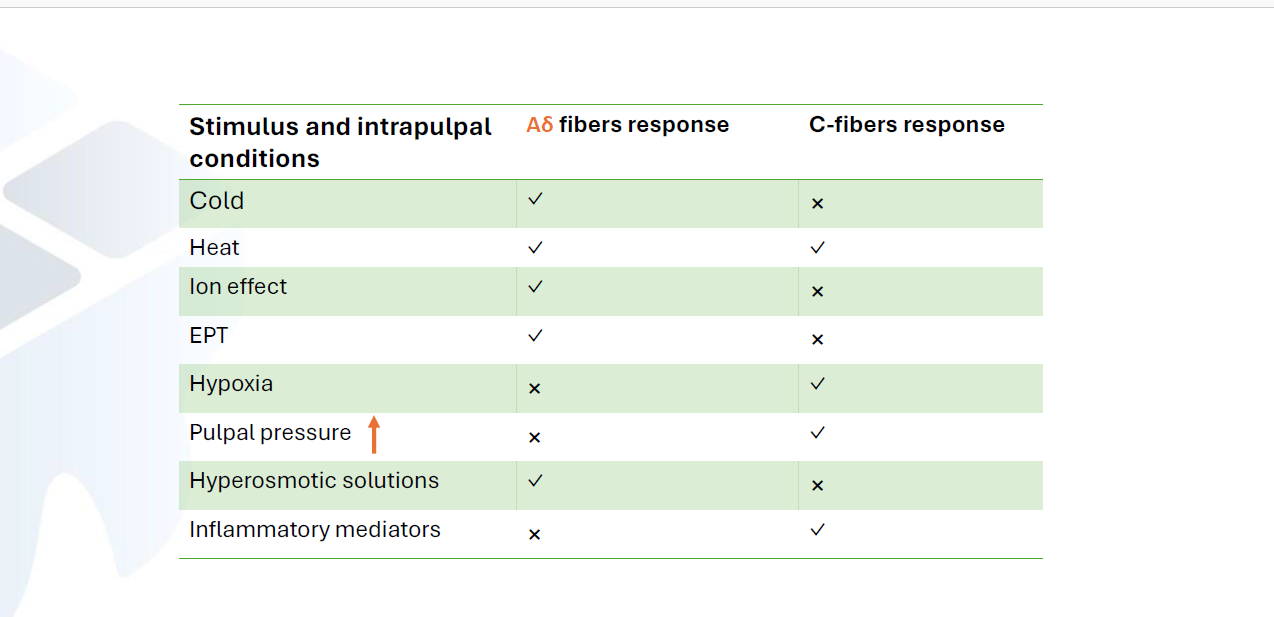 Stimulus and intrapulpal conditions Aδ fibers response C-fibers response
Cold ✓ ×
Heat ✓ ✓
Ion effect ✓ ×
EPT ✓ ×
Hypoxia × ✓
Pulpal pressure ↑ × ✓
Hyperosmotic solutions ✓ ×
Inflammatory mediators × ✓